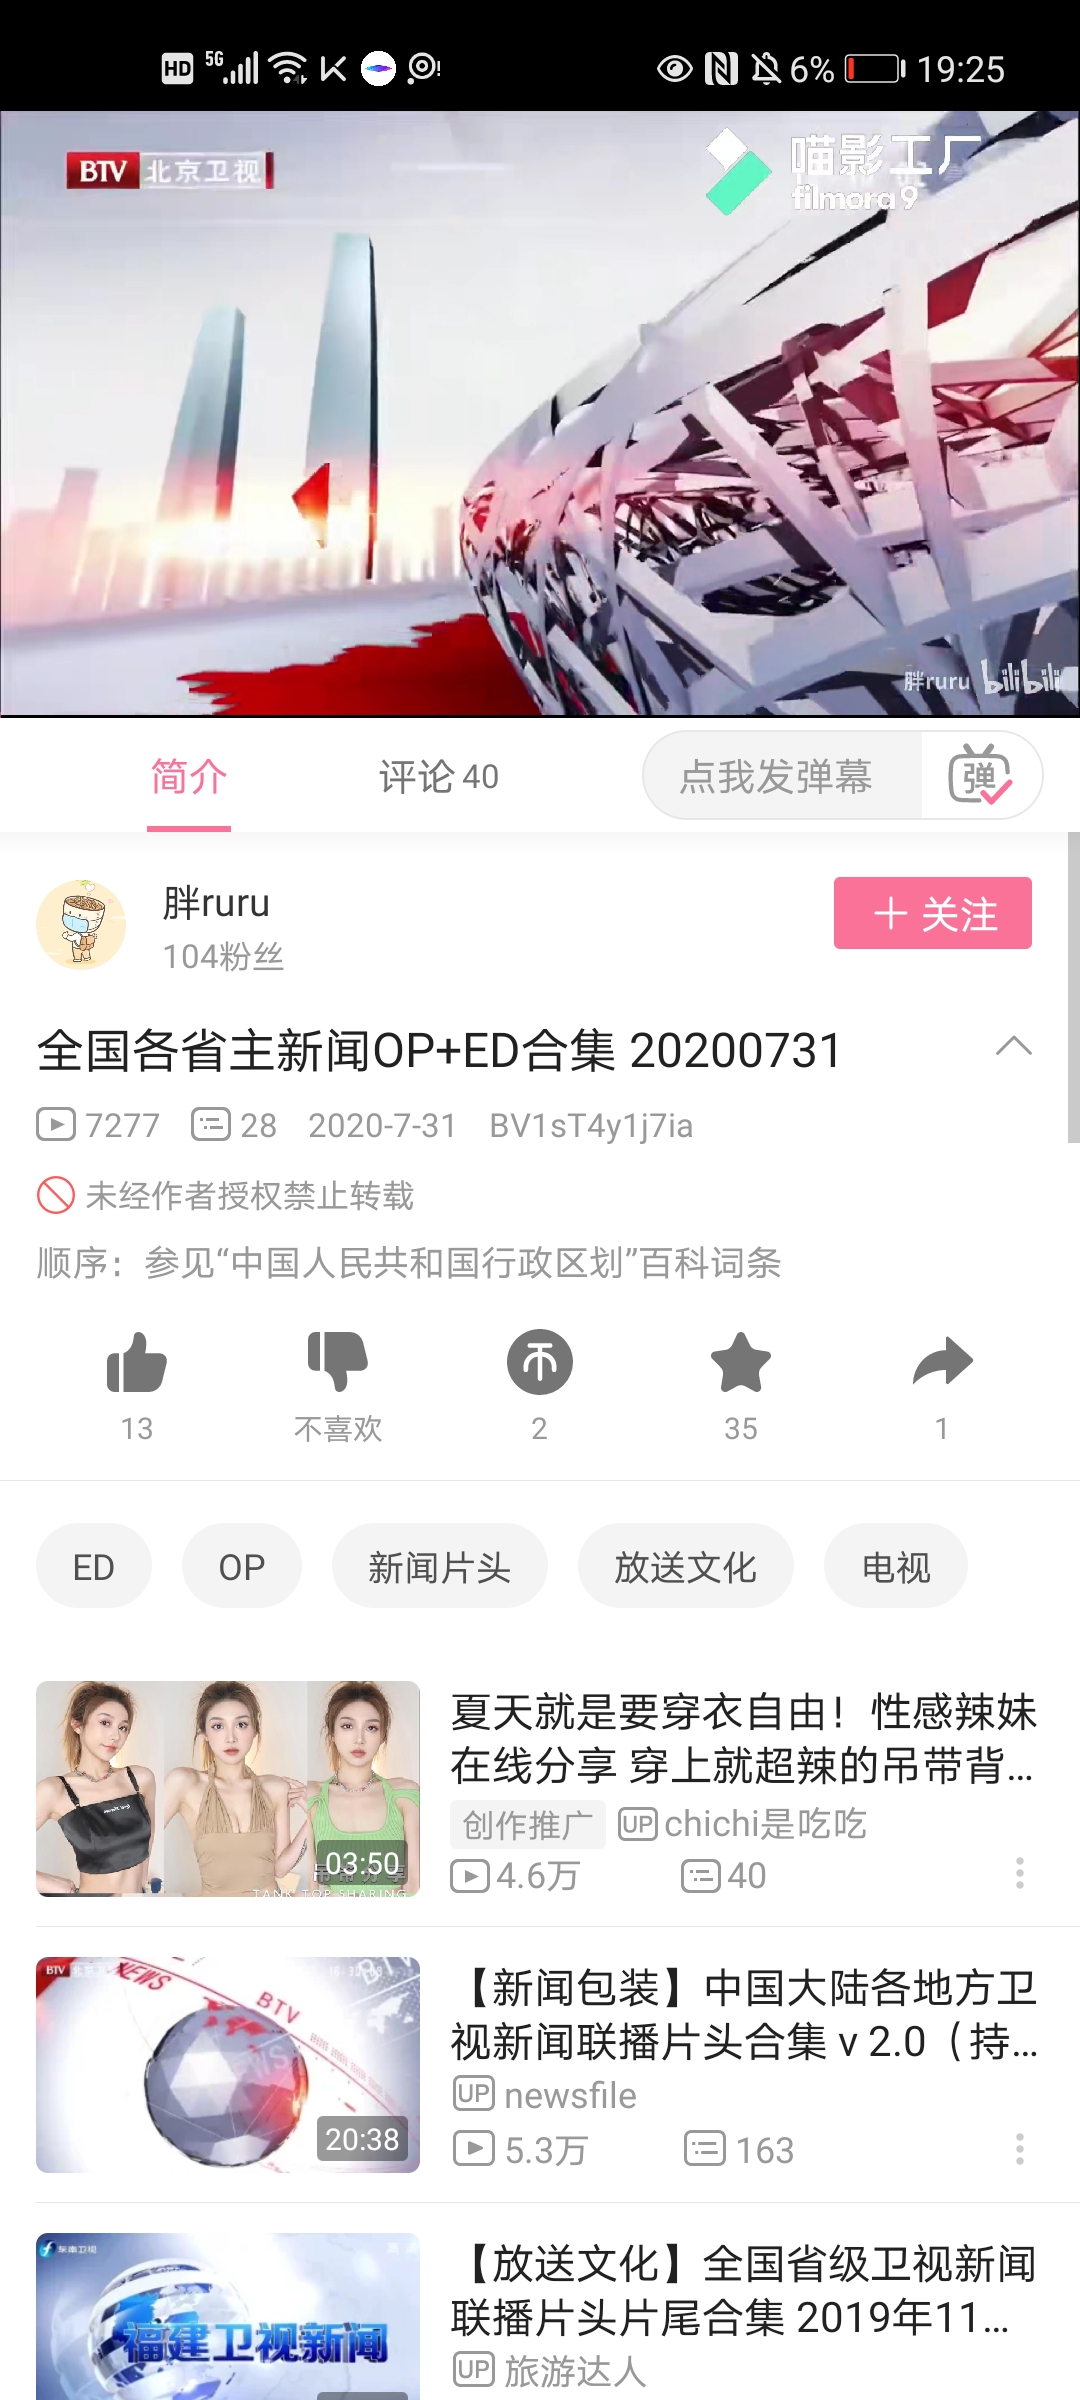 HD 5G 6% 19:25
BTV 北京卫视
喵影工厂
filmora9
胖ruru bilibili
简介 评论 40 点我发弹幕 弹
胖ruru
104粉丝
关注
全国各省主新闻OP+ED合集 20200731
7277 28 2020-7-31 BV1sT4y1j7ia
未经作者授权禁止转载
顺序：参见“中国人民共和国行政区划”百科词条
13 不喜欢 2 35 1
ED OP 新闻片头 放送文化 电视
夏天就是要穿衣自由！性感辣妹
在线分享 穿上就超辣的吊带背...
创作推广 UP chichi是吃吃
4.6万 40
03:50
TANK TOP SHARING
【新闻包装】中国大陆各地方卫
视新闻联播片头合集 v 2.0（持...
UP newsfile
5.3万 163
BTV
NEWS
BTV
20:38
【放送文化】全国省级卫视新闻
联播片头片尾合集 2019年11...
UP 旅游达人
东南卫视
福建卫视新闻